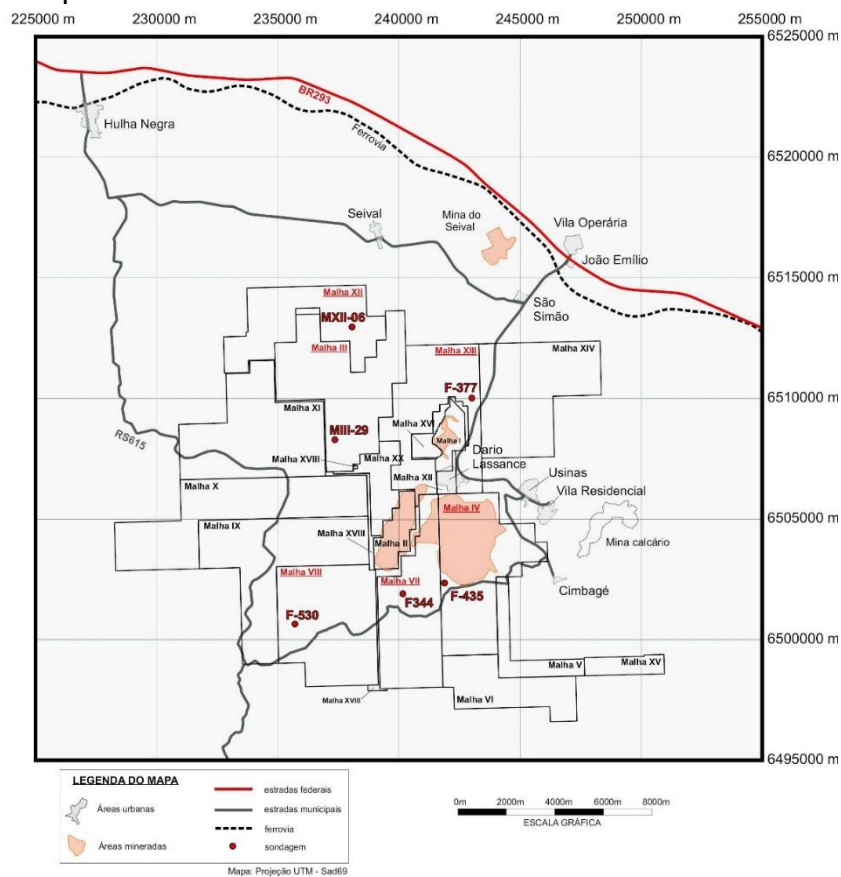 225000 m
230000 m
235000 m
240000 m
245000 m
250000 m
255000 m
6525000 m
BR293
Ferrovia
Hulha Negra
6520000 m
Seival
Mina do
Seival
Vila Operária
João Emílio
6515000 m
São
Simão
Malha XII
MXII-06
Malha III
Malha XIII
Malha XIV
F-377
6510000 m
Malha XI
RS615
MIII-29
Malha XVI
Malha I
Malha XVIII
Malha XX
Dario
Lassance
Malha XII
Usinas
Vila Residencial
Malha X
Malha IX
Malha XVIII
Malha II
Malha IV
6505000 m
Mina calcário
Malha VIII
Malha VII
F-530
F344
F-435
Cimbagé
6500000 m
Malha V
Malha XV
Malha XVIII
Malha VI
6495000 m
LEGENDA DO MAPA
Áreas urbanas
Áreas mineradas
estradas federais
estradas municipais
ferrovia
sondagem
0m
2000m
4000m
6000m
8000m
ESCALA GRÁFICA
Mapa: Projeção UTM - Sad69